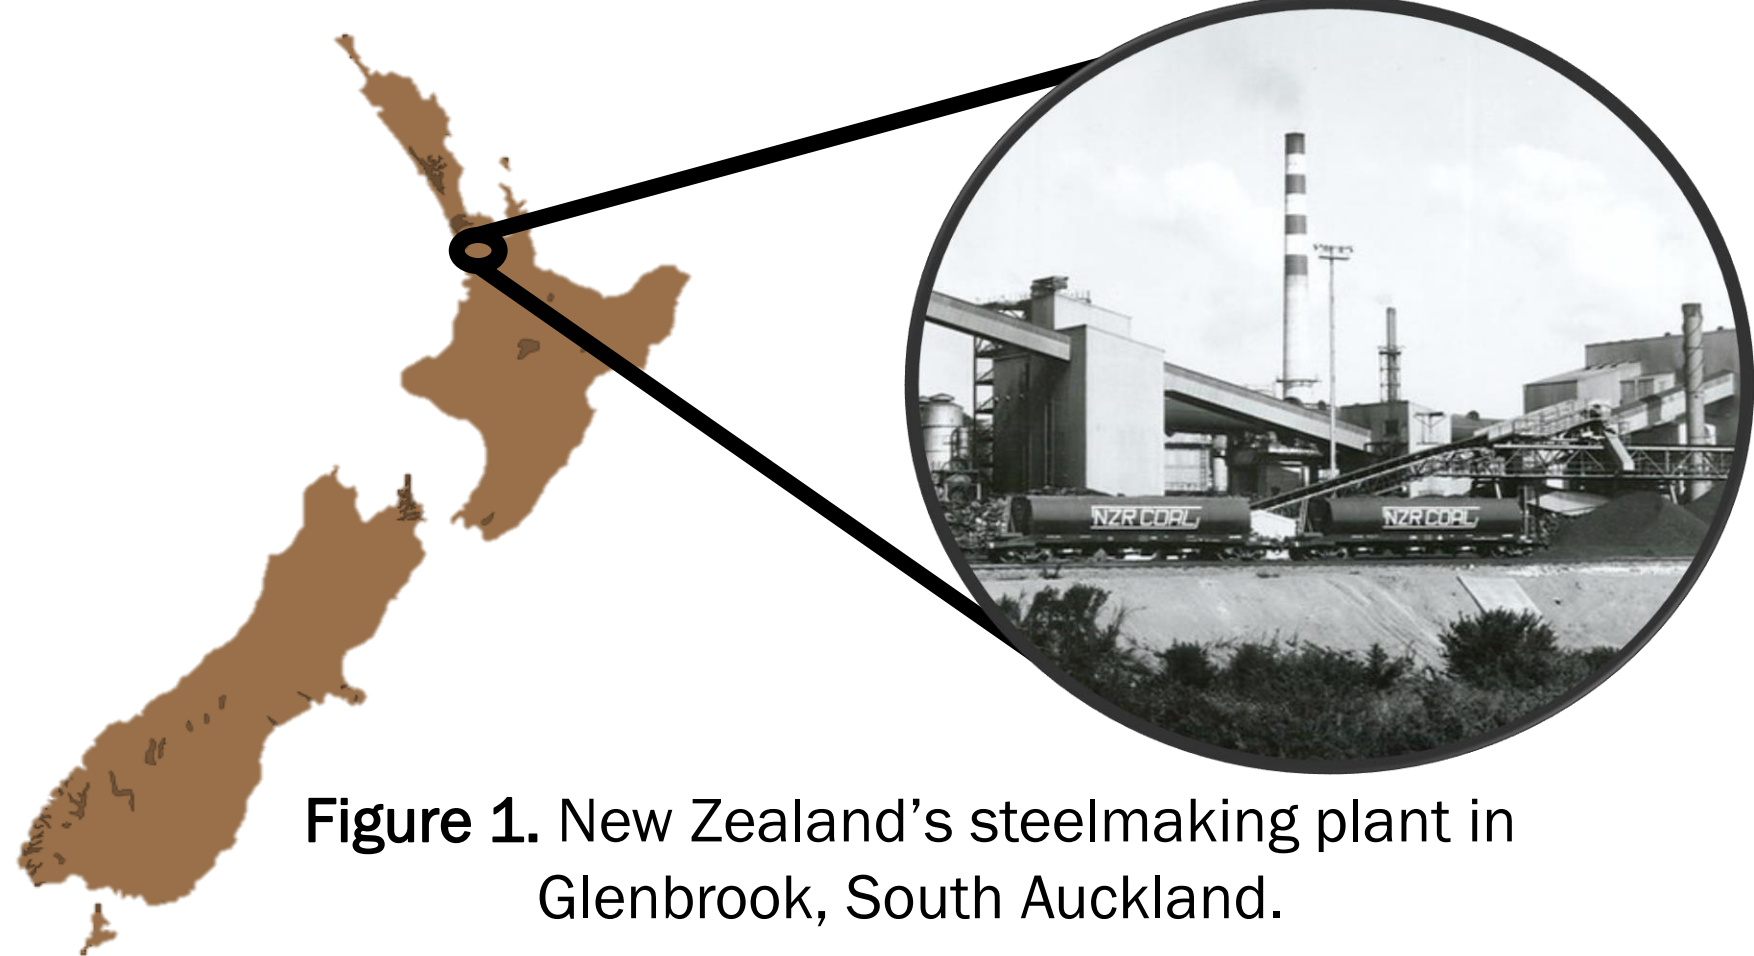 NZR COAL
NZR COAL
Figure 1. New Zealand’s steelmaking plant in
Glenbrook, South Auckland.